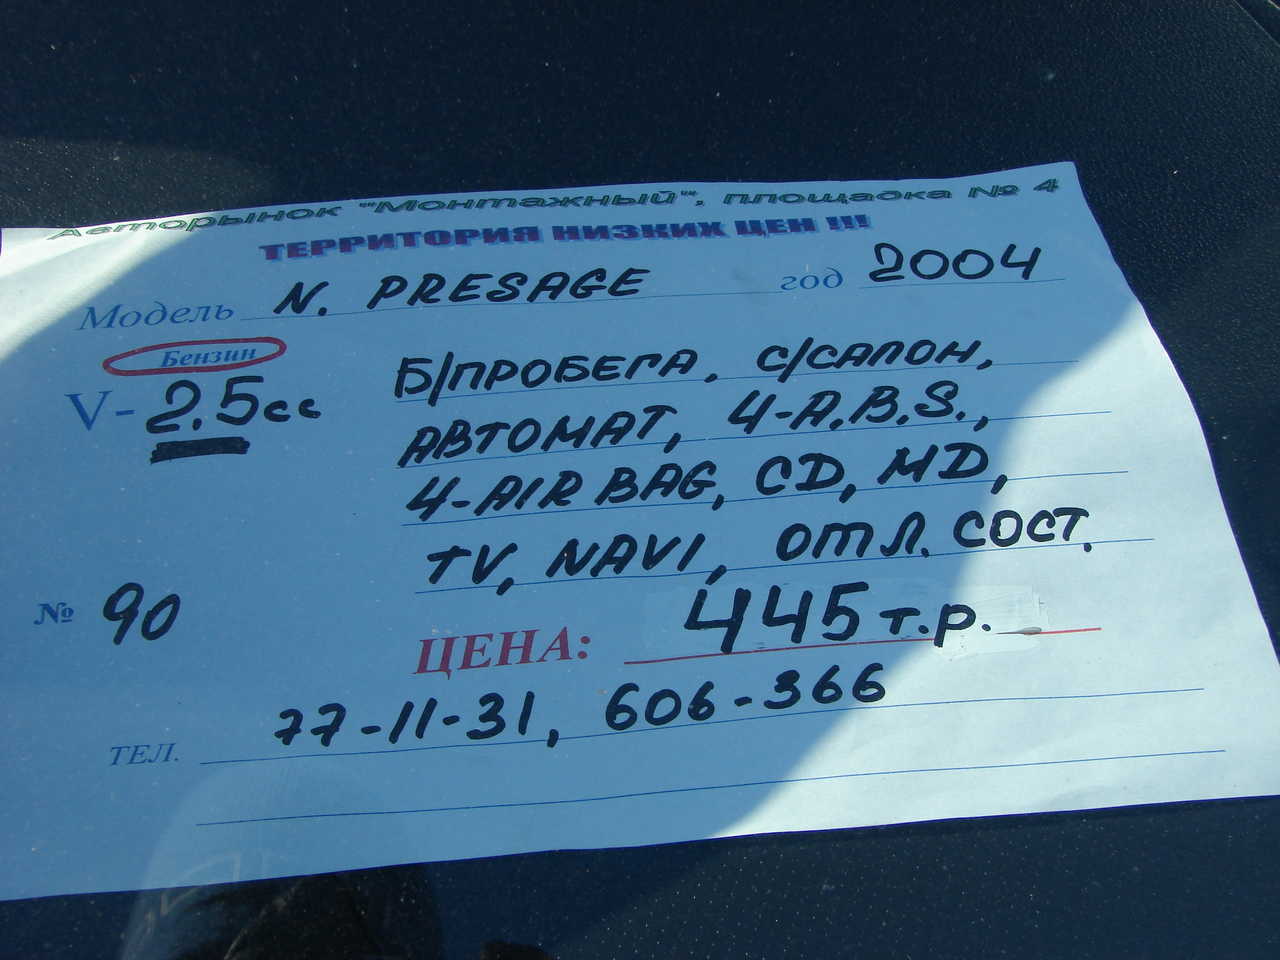 Авторынок "Монтажный", площадка № 4
ТЕРРИТОРИЯ НИЗКИХ ЦЕН !!!
Модель N. PRESAGE год 2004
Бензин
V- 2.5сс
Б/ПРОБЕГА, С/САЛОН,
АВТОМАТ, 4-A.B.S.,
4-AIR BAG, CD, MD,
TV, NAVI, ОТЛ. СОСТ.
№ 90
ЦЕНА: 445 т.р.
ТЕЛ. 77-11-31, 606-366